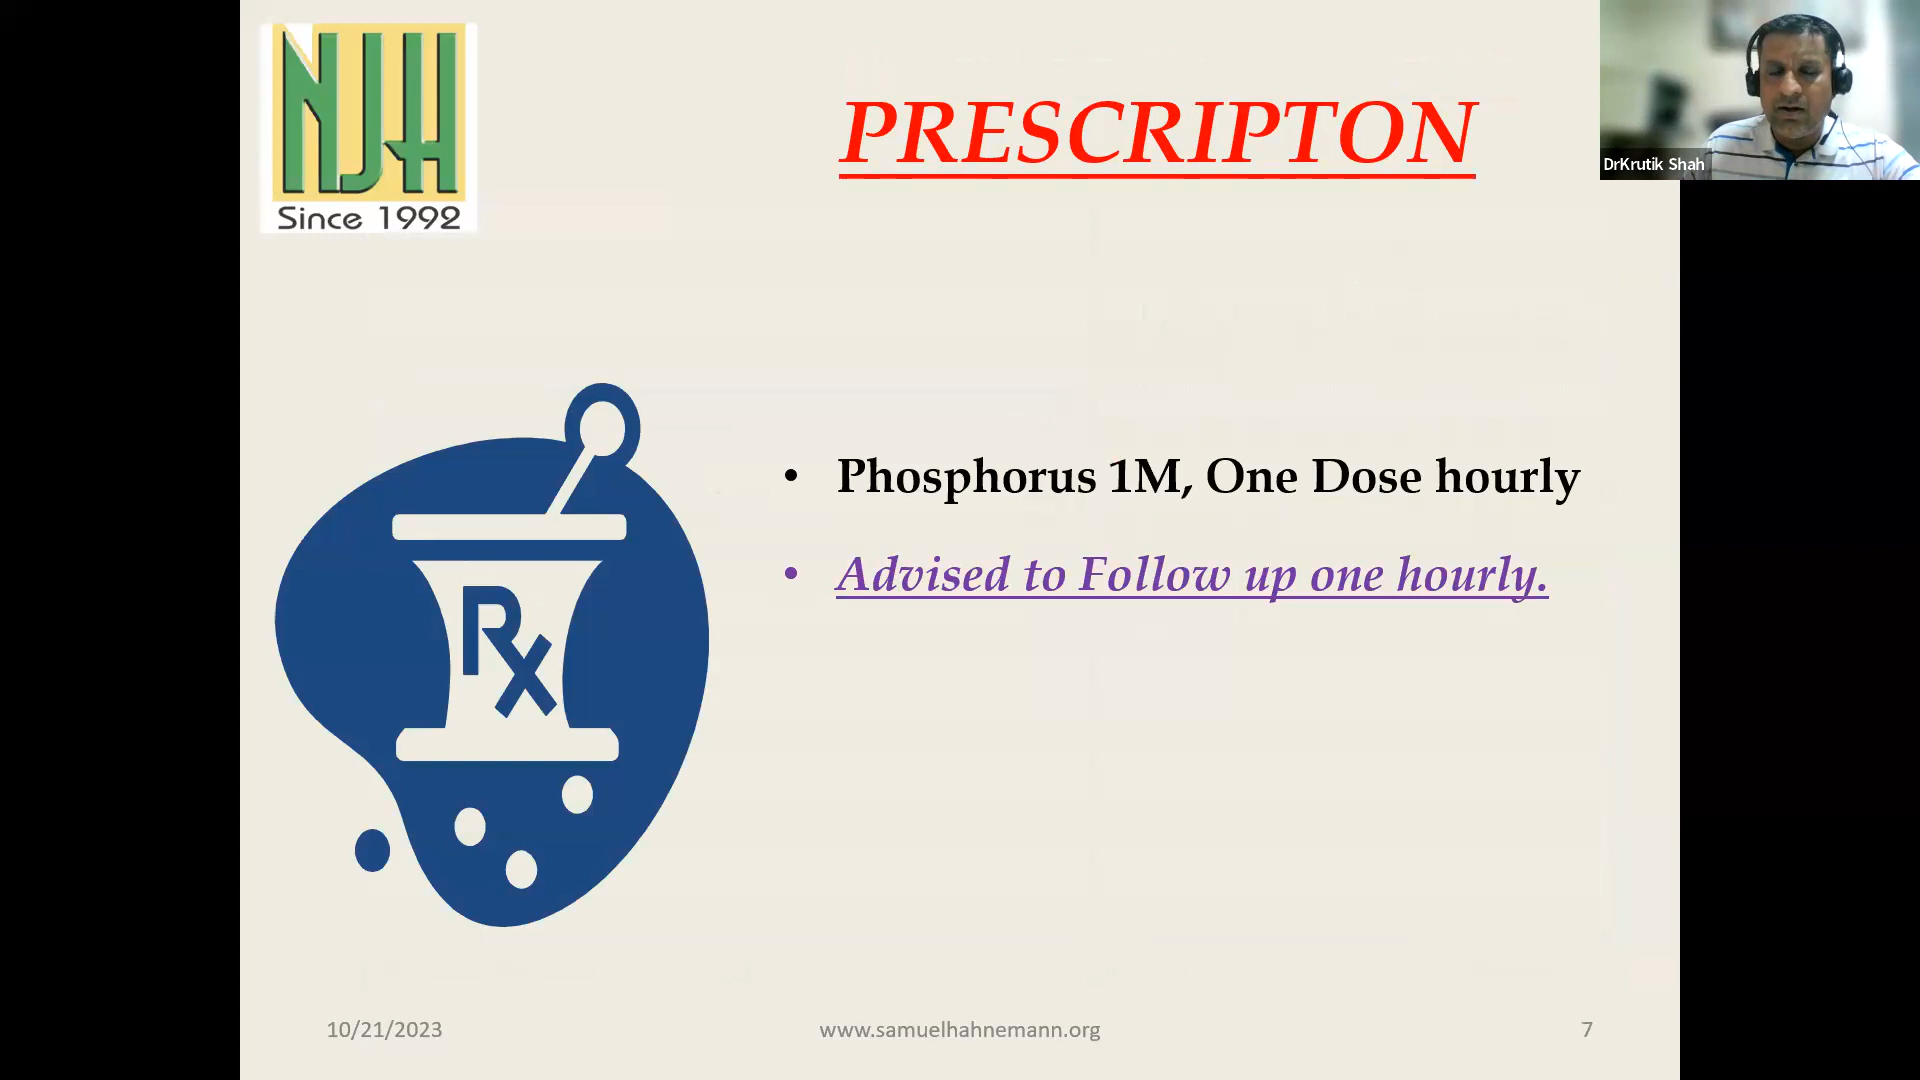 NJH
Since 1992
PRESCRIPTON
DrKrutik Shah
• Phosphorus 1M, One Dose hourly
• Advised to Follow up one hourly.
Rx
10/21/2023
www.samuelhahnemann.org
7